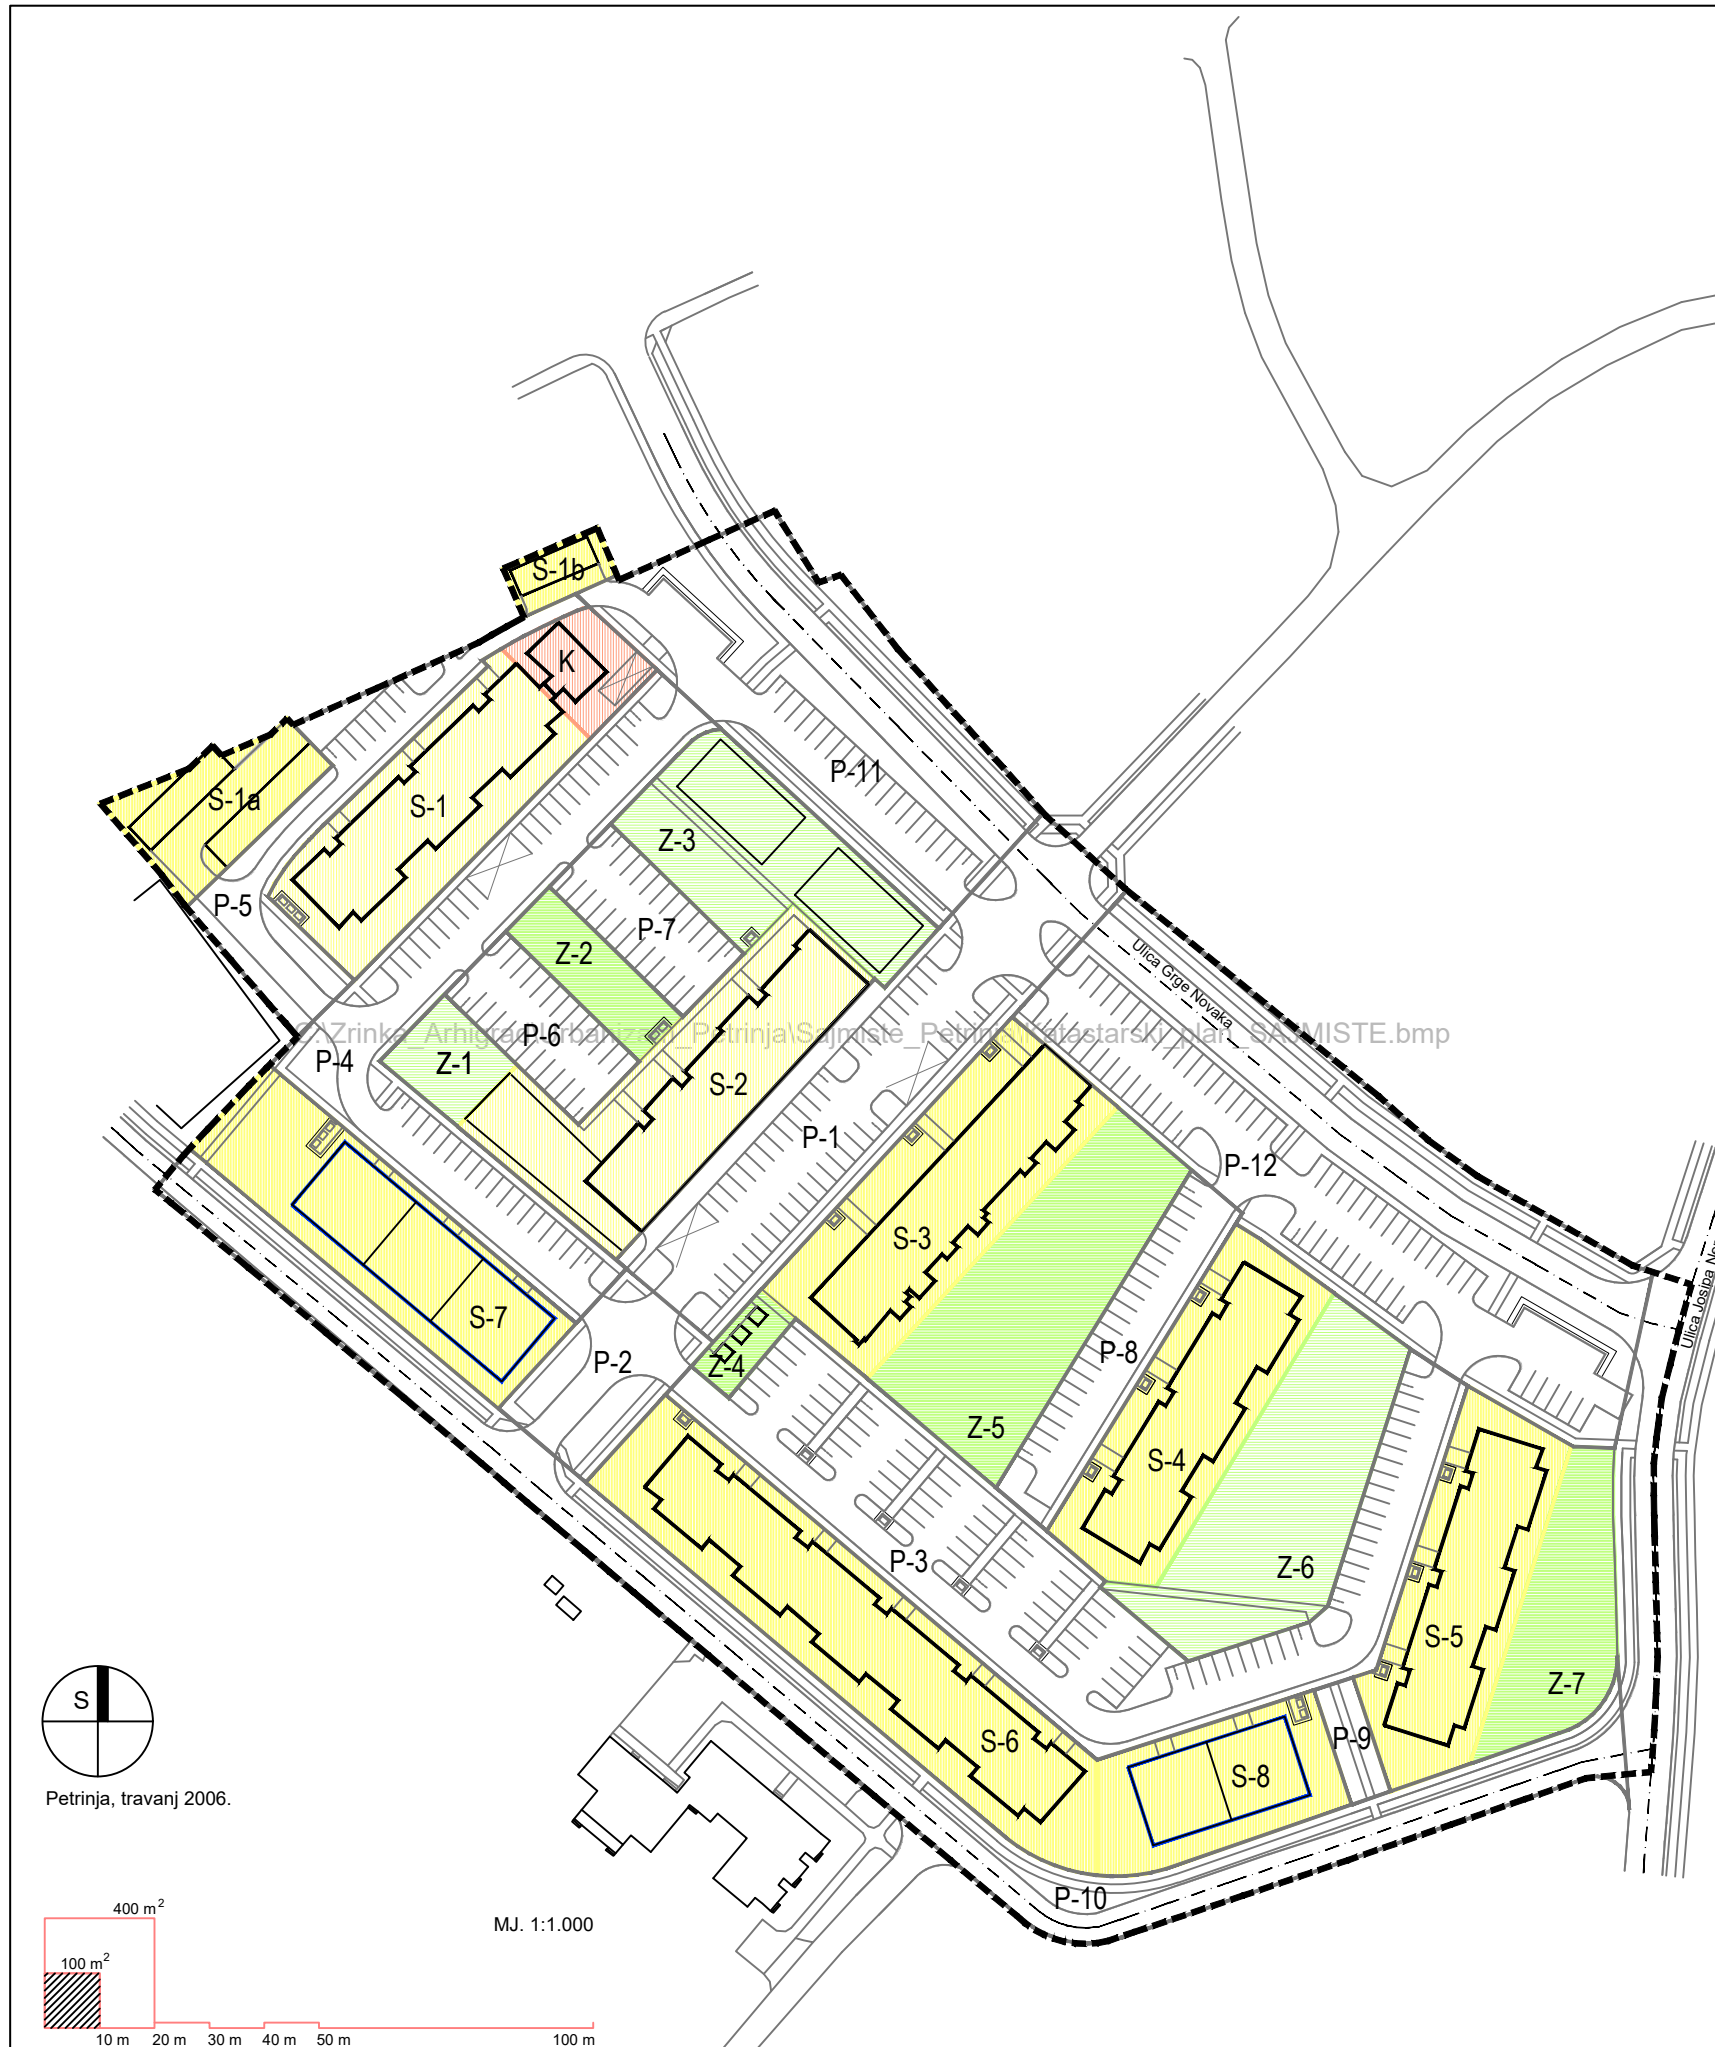 S-1b
K
P-11
S-1a
S-1
Z-3
P-5
P-7
Z-2
Ulica Grge Novaka
P-6
P-4
Z-1
S-2
P-1
P-12
S-3
Ulica Josipa
S-7
P-2
Z-4
P-8
Z-5
S-4
P-3
Z-6
S-5
Z-7
S-6
P-9
S-8
P-10
S
Petrinja, travanj 2006.
400 m²
MJ. 1:1.000
100 m²
10 m 20 m 30 m 40 m 50 m 100 m